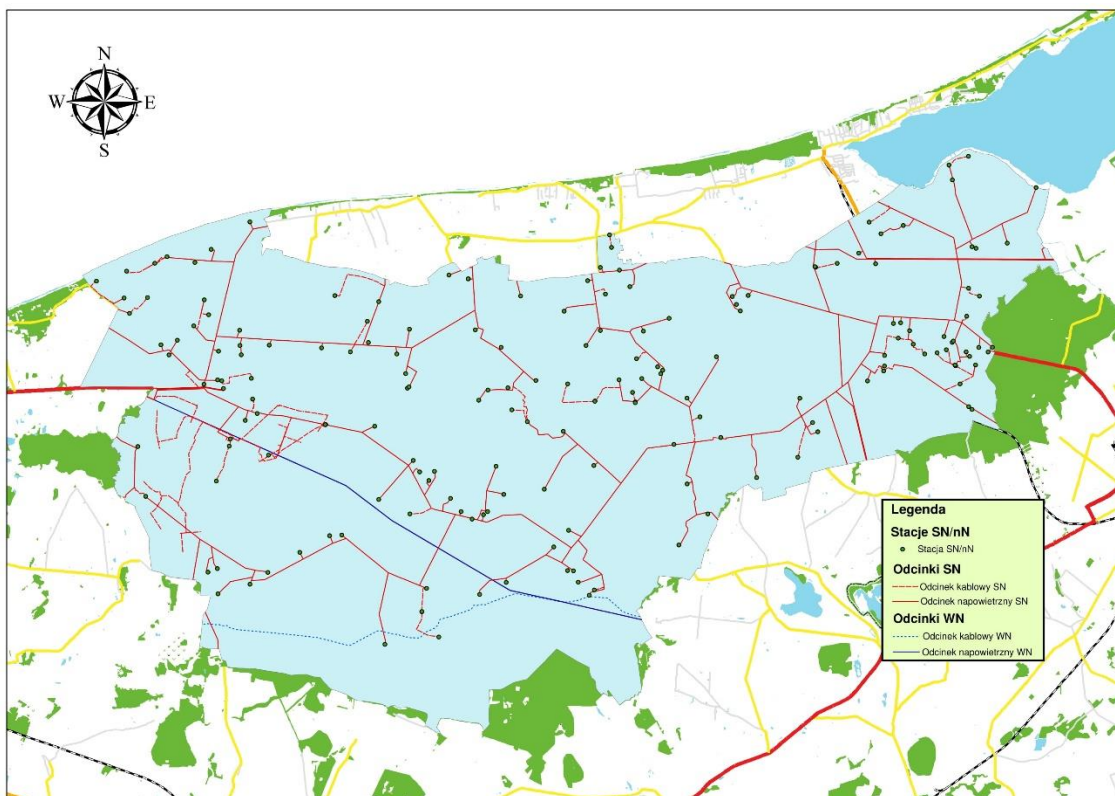 N
W E
S
Legenda
Stacje SN/nN
Stacja SN/nN
Odcinki SN
Odcinek kablowy SN
Odcinek napowietrzny SN
Odcinki WN
Odcinek kablowy WN
Odcinek napowietrzny WN